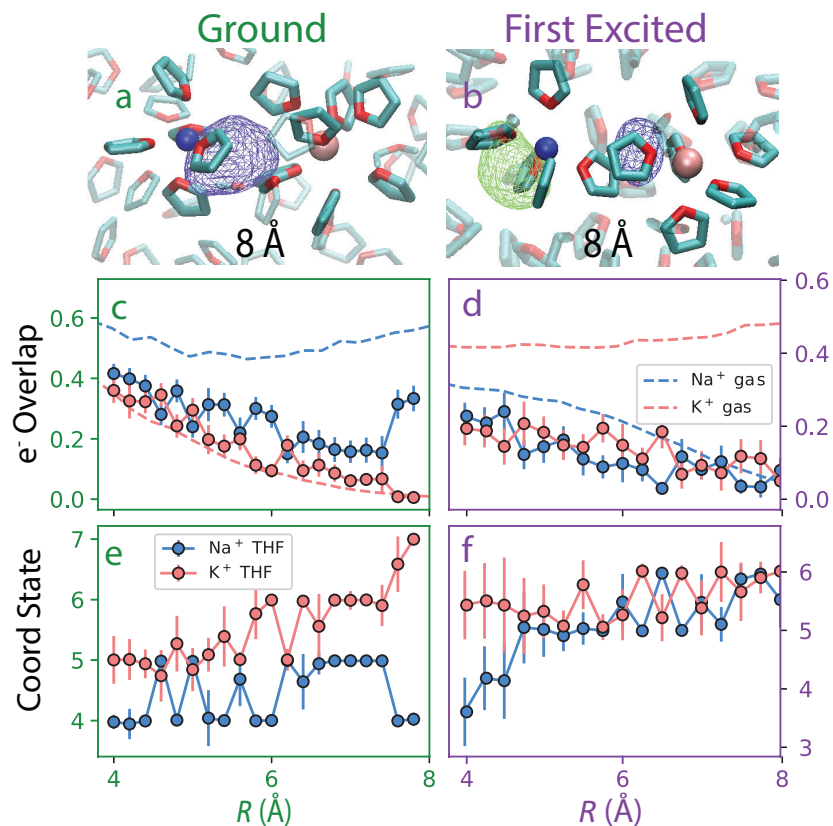 Ground
First Excited
a
b
8 Å
8 Å
e⁻ Overlap
0.6
0.4
0.2
0.0
c
d
Na⁺ gas
K⁺ gas
0.6
0.4
0.2
0.0
Coord State
7
6
5
4
e
Na⁺ THF
K⁺ THF
f
6
5
4
3
4
6
8
R (Å)
4
6
8
R (Å)